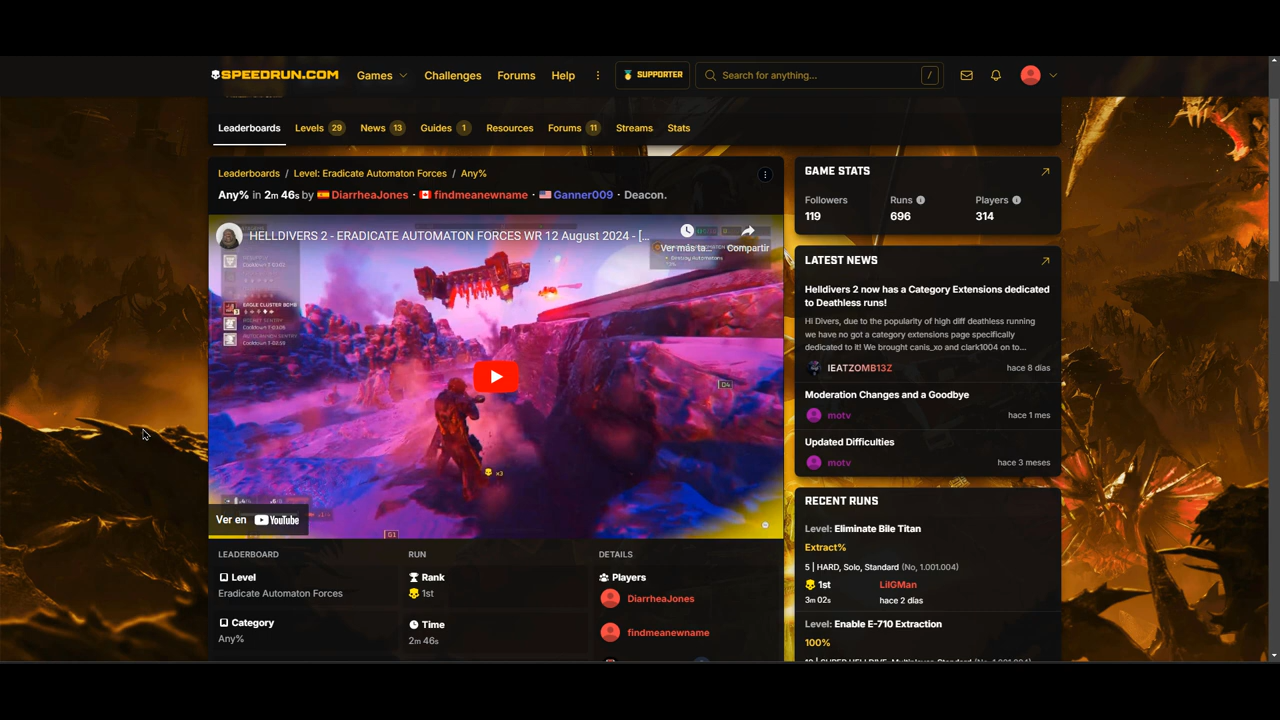 SPEEDRUN.COM Games Challenges Forums Help SUPPORTER Search for anything... /
Leaderboards Levels 29 News 13 Guides 1 Resources Forums 11 Streams Stats
Leaderboards / Level: Eradicate Automaton Forces / Any%
Any% in 2m 46s by DiarrheaJones · findmeanewname · Ganner009 · Deacon.
HELLDIVERS 2 - ERADICATE AUTOMATON FORCES WR 12 August 2024 - [...
Ver más ta... Compartir
EAGLE CLUSTER BOMB
D4
x3
G1
Ver en YouTube
LEADERBOARD
Level
Eradicate Automaton Forces
Category
Any%
RUN
Rank
1st
Time
2m 46s
DETAILS
Players
DiarrheaJones
findmeanewname
GAME STATS
Followers Runs Players
119 696 314
LATEST NEWS
Helldivers 2 now has a Category Extensions dedicated
to Deathless runs!
Hi Divers, due to the popularity of high diff deathless running
we have no got a category extensions page specifically
dedicated to it! We brought canis_xo and clark1004 on to...
IEATZOMB13Z hace 8 días
Moderation Changes and a Goodbye
motv hace 1 mes
Updated Difficulties
motv hace 3 meses
RECENT RUNS
Level: Eliminate Bile Titan
Extract%
5 | HARD, Solo, Standard (No, 1.001.004)
1st LilGMan
3m 02s hace 2 días
Level: Enable E-710 Extraction
100%